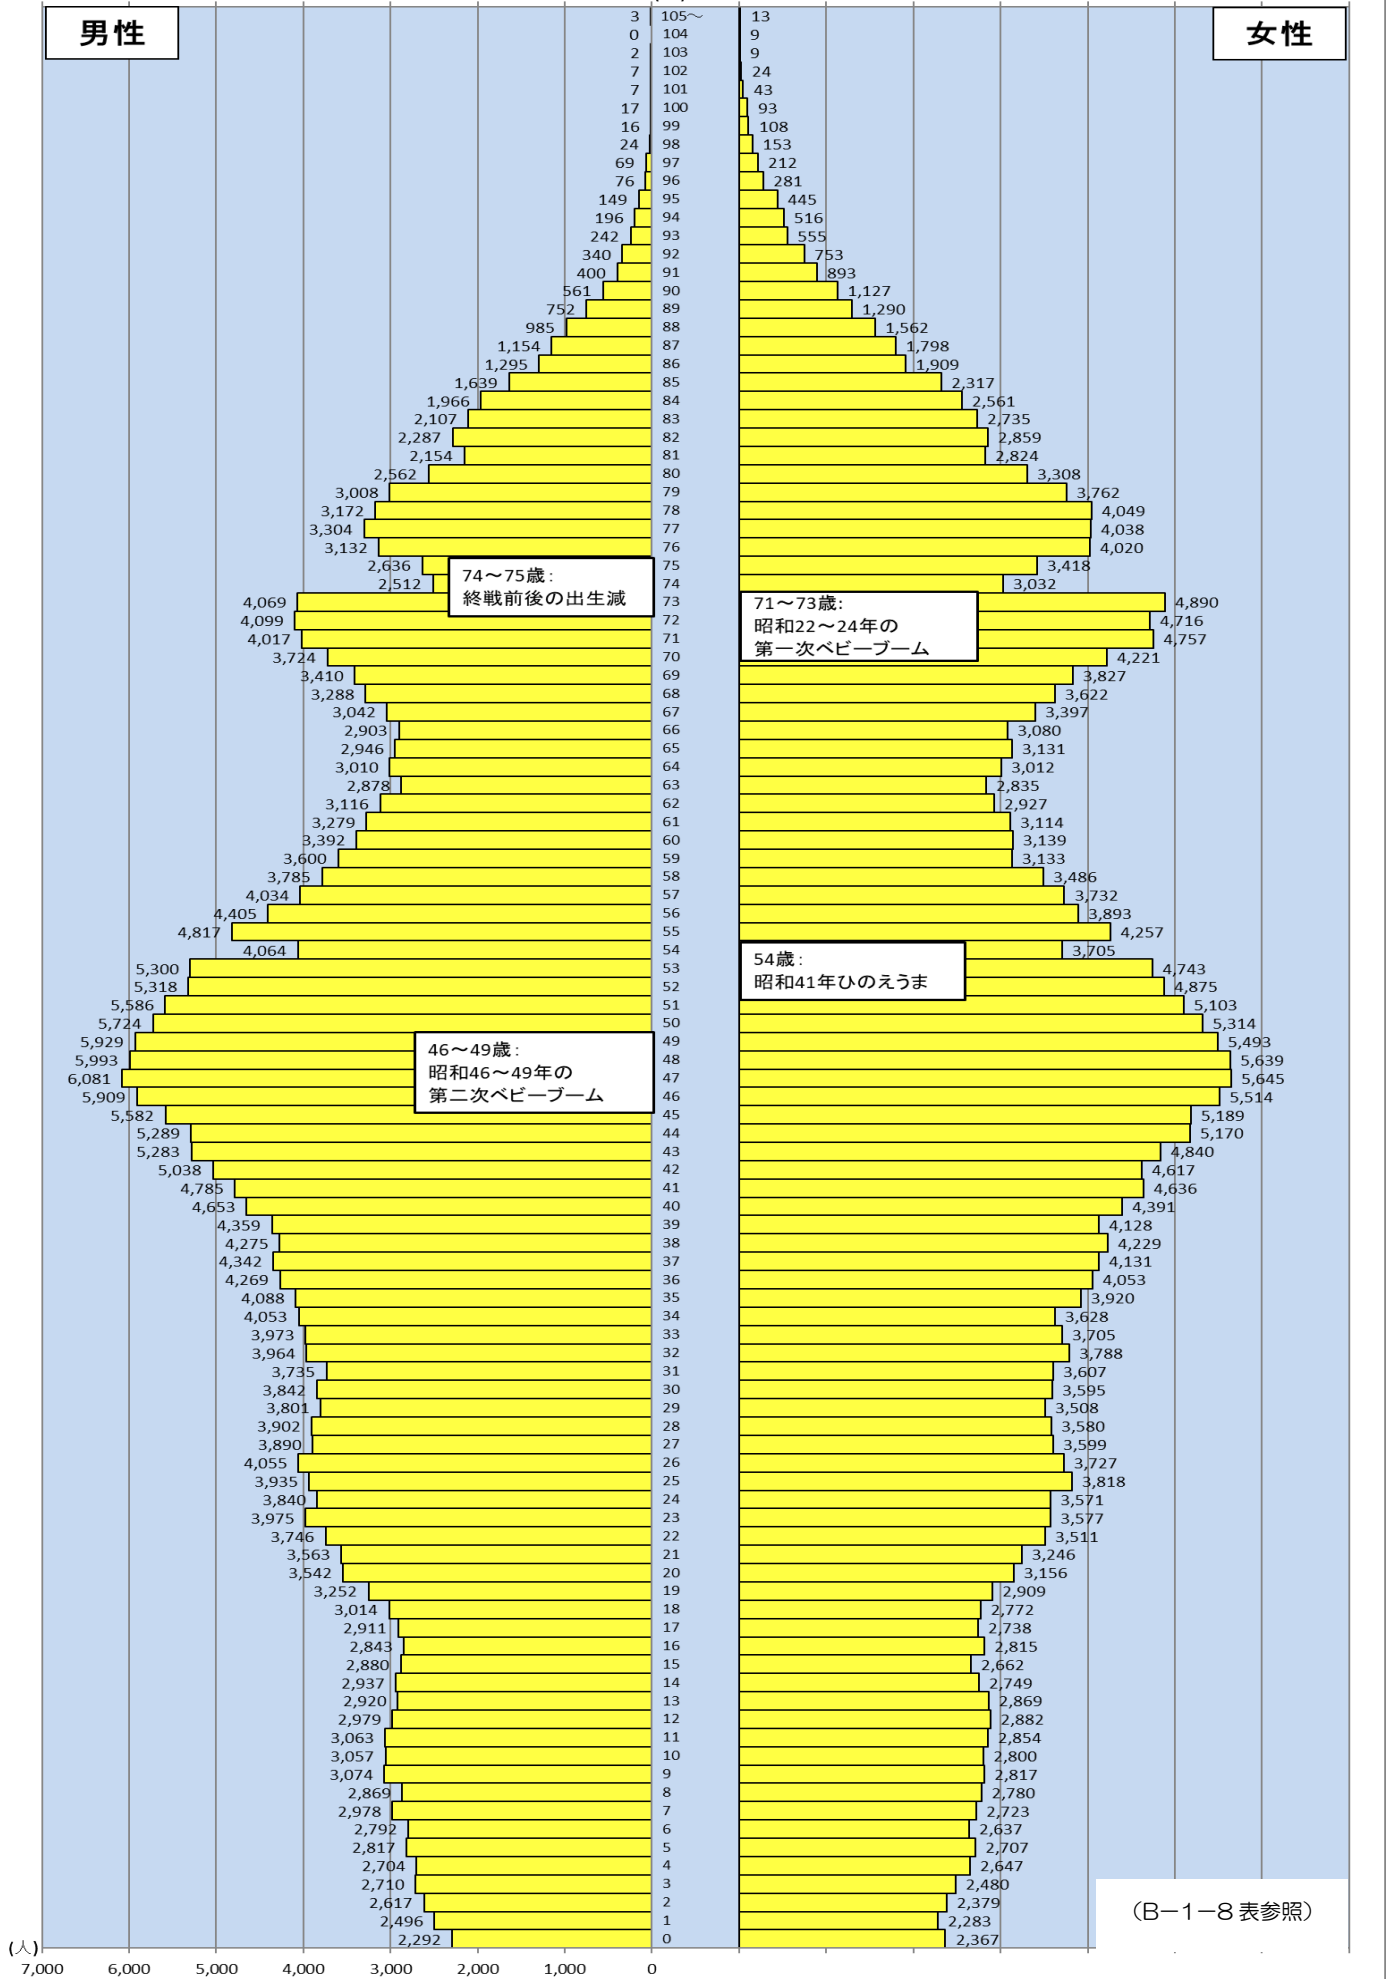 男性
女性
3 105～ 13
0 104 9
2 103 9
7 102 24
7 101 43
17 100 93
16 99 108
24 98 153
69 97 212
76 96 281
149 95 445
196 94 516
242 93 555
340 92 753
400 91 893
561 90 1,127
752 89 1,290
985 88 1,562
1,154 87 1,798
1,295 86 1,909
1,639 85 2,317
1,966 84 2,561
2,107 83 2,735
2,287 82 2,859
2,154 81 2,824
2,562 80 3,308
3,008 79 3,762
3,172 78 4,049
3,304 77 4,038
3,132 76 4,020
2,636 75 3,418
2,512 74 3,032
74～75歳：
終戦前後の出生減
4,069 73 4,890
4,099 72 4,716
4,017 71 4,757
71～73歳:
昭和22～24年の
第一次ベビーブーム
3,724 70 4,221
3,410 69 3,827
3,288 68 3,622
3,042 67 3,397
2,903 66 3,080
2,946 65 3,131
3,010 64 3,012
2,878 63 2,835
3,116 62 2,927
3,279 61 3,114
3,392 60 3,139
3,600 59 3,133
3,785 58 3,486
4,034 57 3,732
4,405 56 3,893
4,817 55 4,257
4,064 54 3,705
54歳：
昭和41年ひのえうま
5,300 53 4,743
5,318 52 4,875
5,586 51 5,103
5,724 50 5,314
5,929 49 5,493
5,993 48 5,639
6,081 47 5,645
5,909 46 5,514
46～49歳：
昭和46～49年の
第二次ベビーブーム
5,582 45 5,189
5,289 44 5,170
5,283 43 4,840
5,038 42 4,617
4,785 41 4,636
4,653 40 4,391
4,359 39 4,128
4,275 38 4,229
4,342 37 4,131
4,269 36 4,053
4,088 35 3,920
4,053 34 3,628
3,973 33 3,705
3,964 32 3,788
3,735 31 3,607
3,842 30 3,595
3,801 29 3,508
3,902 28 3,580
3,890 27 3,599
4,055 26 3,727
3,935 25 3,818
3,840 24 3,571
3,975 23 3,577
3,746 22 3,511
3,563 21 3,246
3,542 20 3,156
3,252 19 2,909
3,014 18 2,772
2,911 17 2,738
2,843 16 2,815
2,880 15 2,662
2,937 14 2,749
2,920 13 2,869
2,979 12 2,882
3,063 11 2,854
3,057 10 2,800
3,074 9 2,817
2,869 8 2,780
2,978 7 2,723
2,792 6 2,637
2,817 5 2,707
2,704 4 2,647
2,710 3 2,480
2,617 2 2,379
2,496 1 2,283
2,292 0 2,367
（B－1－8 表参照）
(人)
7,000 6,000 5,000 4,000 3,000 2,000 1,000 0